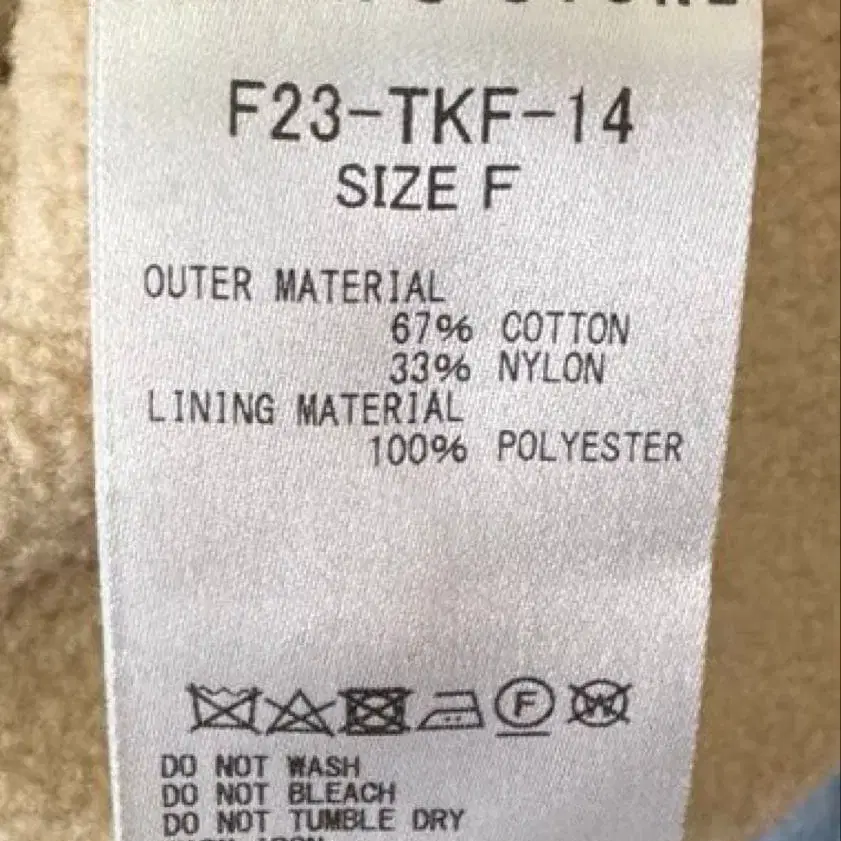 F23-TKF-14
SIZE F
OUTER MATERIAL
67% COTTON
33% NYLON
LINING MATERIAL
100% POLYESTER
F W
DO NOT WASH
DO NOT BLEACH
DO NOT TUMBLE DRY